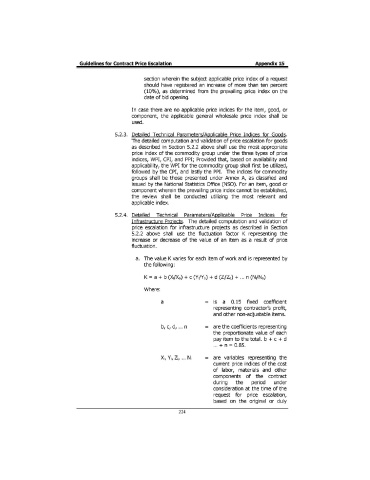 Guidelines for Contract Price Escalation Appendix 15
section wherein the subject applicable price index of a request
should have registered an increase of more than ten percent
(10%), as determined from the prevailing price index on the
date of bid opening.
In case there are no applicable price indices for the item, good, or
component, the applicable general wholesale price index shall be
used.
5.2.3. Detailed Technical Parameters/Applicable Price Indices for Goods.
The detailed computation and validation of price escalation for goods
as described in Section 5.2.2 above shall use the most appropriate
price index of the commodity group under the three types of price
indices, WPI, CPI, and PPI; Provided that, based on availability and
applicability, the WPI for the commodity group shall first be utilized,
followed by the CPI, and lastly the PPI. The indices for commodity
groups shall be those presented under Annex A, as classified and
issued by the National Statistics Office (NSO). For an item, good or
component wherein the prevailing price index cannot be established,
the review shall be conducted utilizing the most relevant and
applicable index.
5.2.4. Detailed Technical Parameters/Applicable Price Indices for
Infrastructure Projects. The detailed computation and validation of
price escalation for infrastructure projects as described in Section
5.2.2 above shall use the fluctuation factor K representing the
increase or decrease of the value of an item as a result of price
fluctuation.
a. The value K varies for each item of work and is represented by
the following:
K = a + b (Xᵢ/Xₒ) + c (Yᵢ/Yₒ) + d (Zᵢ/Zₒ) + ... n (Nᵢ/Nₒ)
Where:
a = is a 0.15 fixed coefficient
representing contractor's profit,
and other non-adjustable items.
b, c, d, ... n = are the coefficients representing
the proportionate value of each
pay item to the total. b + c + d
... + n = 0.85.
X, Y, Z, ... N = are variables representing the
current price indices of the cost
of labor, materials and other
components of the contract
during the period under
consideration at the time of the
request for price escalation,
based on the original or duly
224